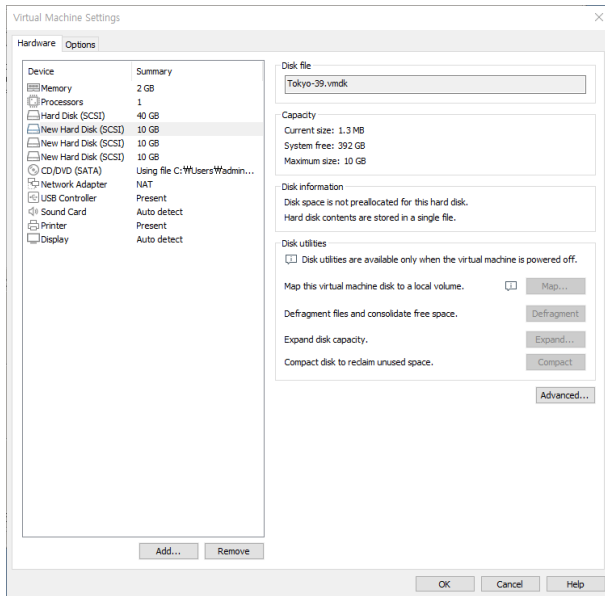 Virtual Machine Settings
Hardware Options
Device Summary
Memory 2 GB
Processors 1
Hard Disk (SCSI) 40 GB
New Hard Disk (SCSI) 10 GB
New Hard Disk (SCSI) 10 GB
New Hard Disk (SCSI) 10 GB
CD/DVD (SATA) Using file C:₩Users₩admin...
Network Adapter NAT
USB Controller Present
Sound Card Auto detect
Printer Present
Display Auto detect
Add... Remove
Disk file
Tokyo-39.vmdk
Capacity
Current size: 1.3 MB
System free: 392 GB
Maximum size: 10 GB
Disk information
Disk space is not preallocated for this hard disk.
Hard disk contents are stored in a single file.
Disk utilities
Disk utilities are available only when the virtual machine is powered off.
Map this virtual machine disk to a local volume. Map...
Defragment files and consolidate free space. Defragment
Expand disk capacity. Expand...
Compact disk to reclaim unused space. Compact
Advanced...
OK Cancel Help